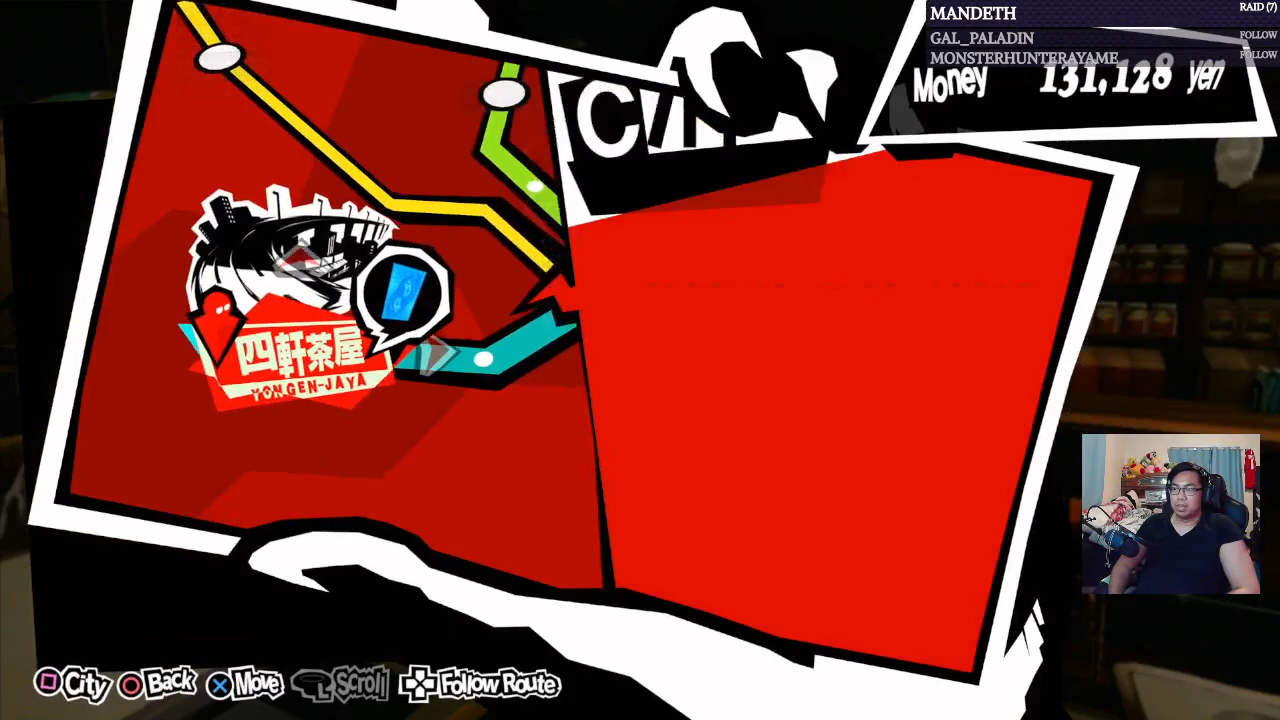 MANDETH RAID (7)
GAL_PALADIN FOLLOW
MONSTERHUNTERAYAME FOLLOW
Money 131,128 yen
四軒茶屋
YONGEN-JAYA
City Back Move L Scroll Follow Route